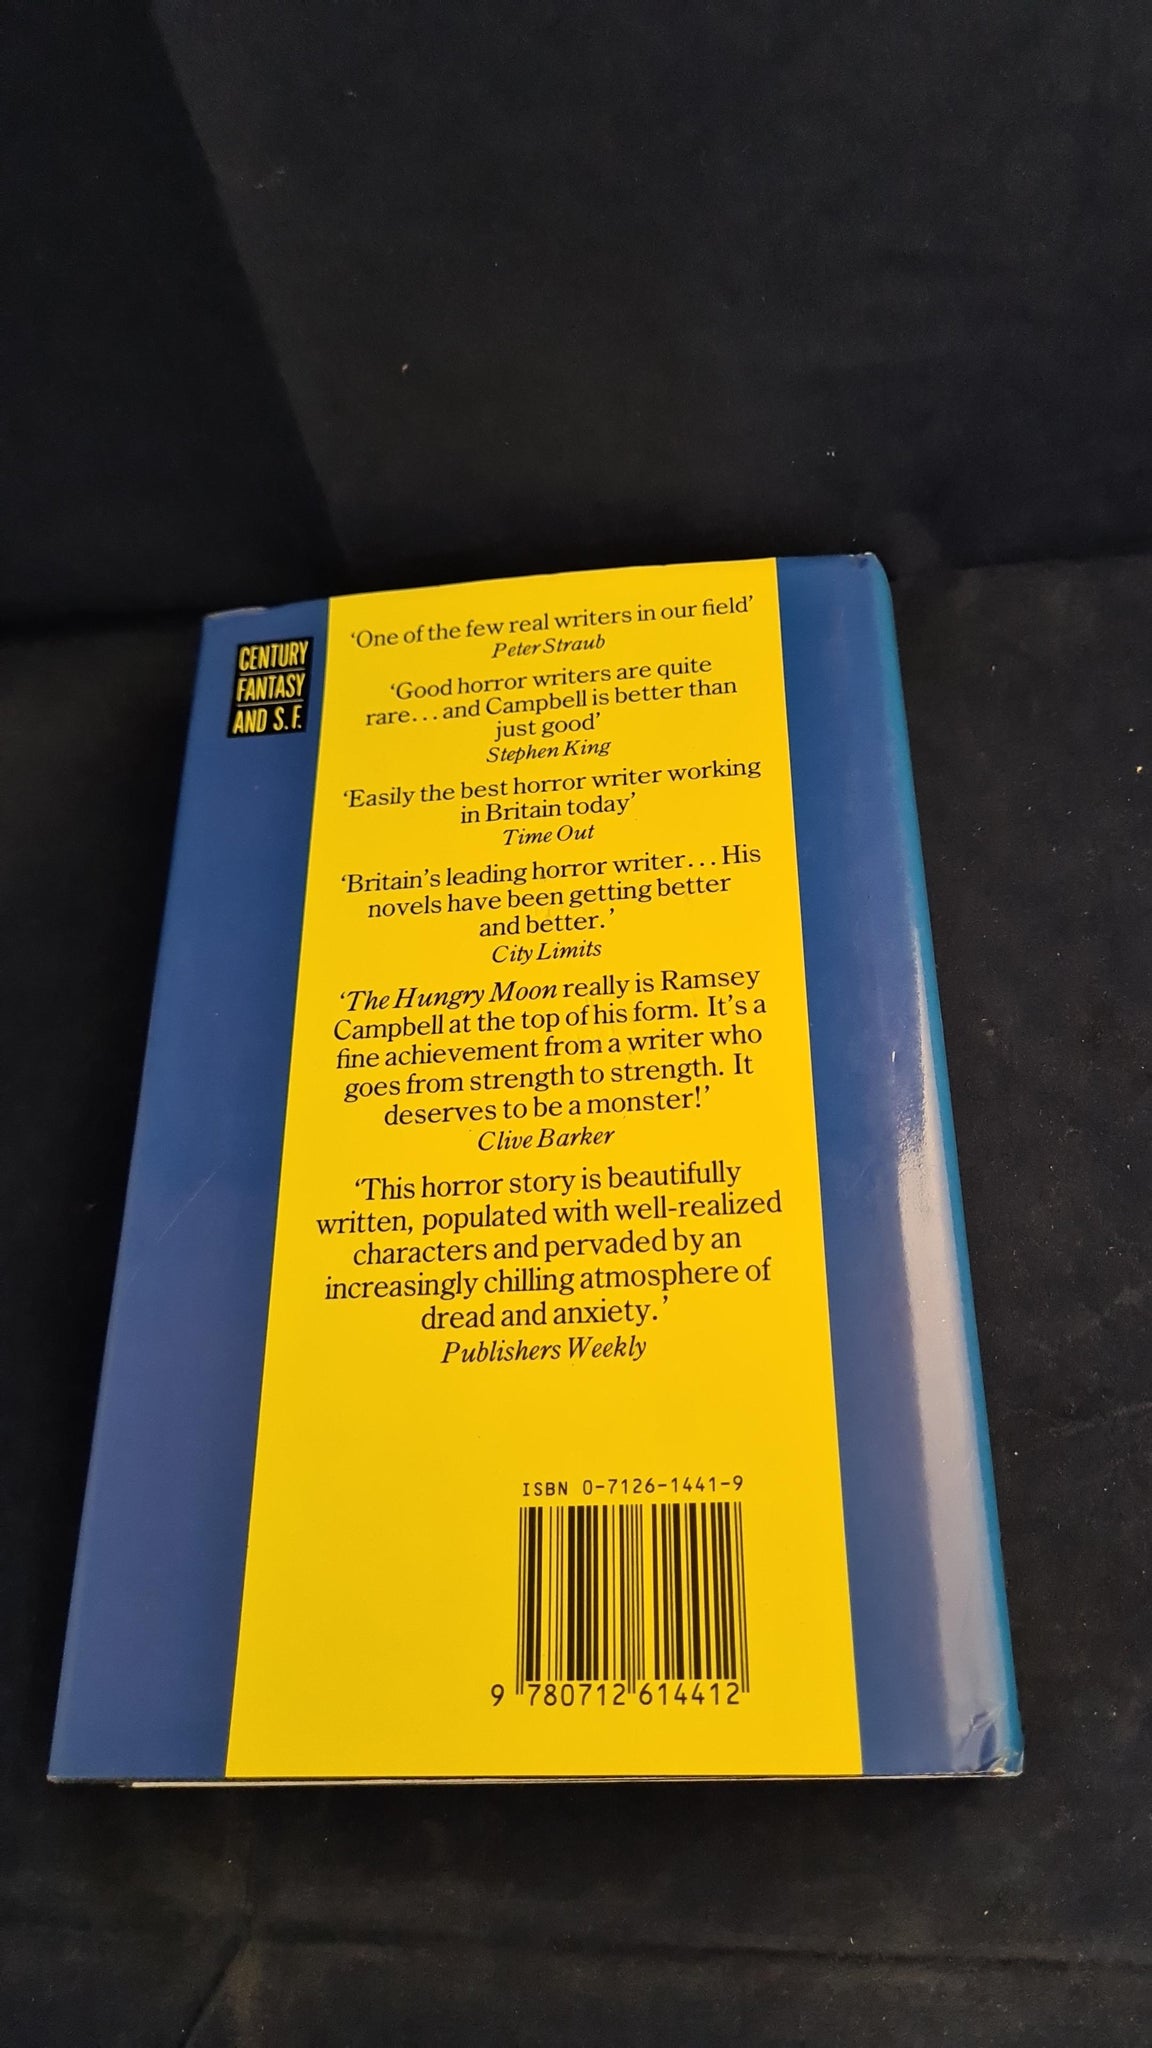 CENTURY
FANTASY
AND S.F.
‘One of the few real writers in our field’
Peter Straub
‘Good horror writers are quite
rare... and Campbell is better than
just good’
Stephen King
‘Easily the best horror writer working
in Britain today’
Time Out
‘Britain’s leading horror writer... His
novels have been getting better
and better.’
City Limits
‘The Hungry Moon really is Ramsey
Campbell at the top of his form. It’s a
fine achievement from a writer who
goes from strength to strength. It
deserves to be a monster!’
Clive Barker
‘This horror story is beautifully
written, populated with well-realized
characters and pervaded by an
increasingly chilling atmosphere of
dread and anxiety.’
Publishers Weekly
ISBN 0-7126-1441-9
9 780712 614412